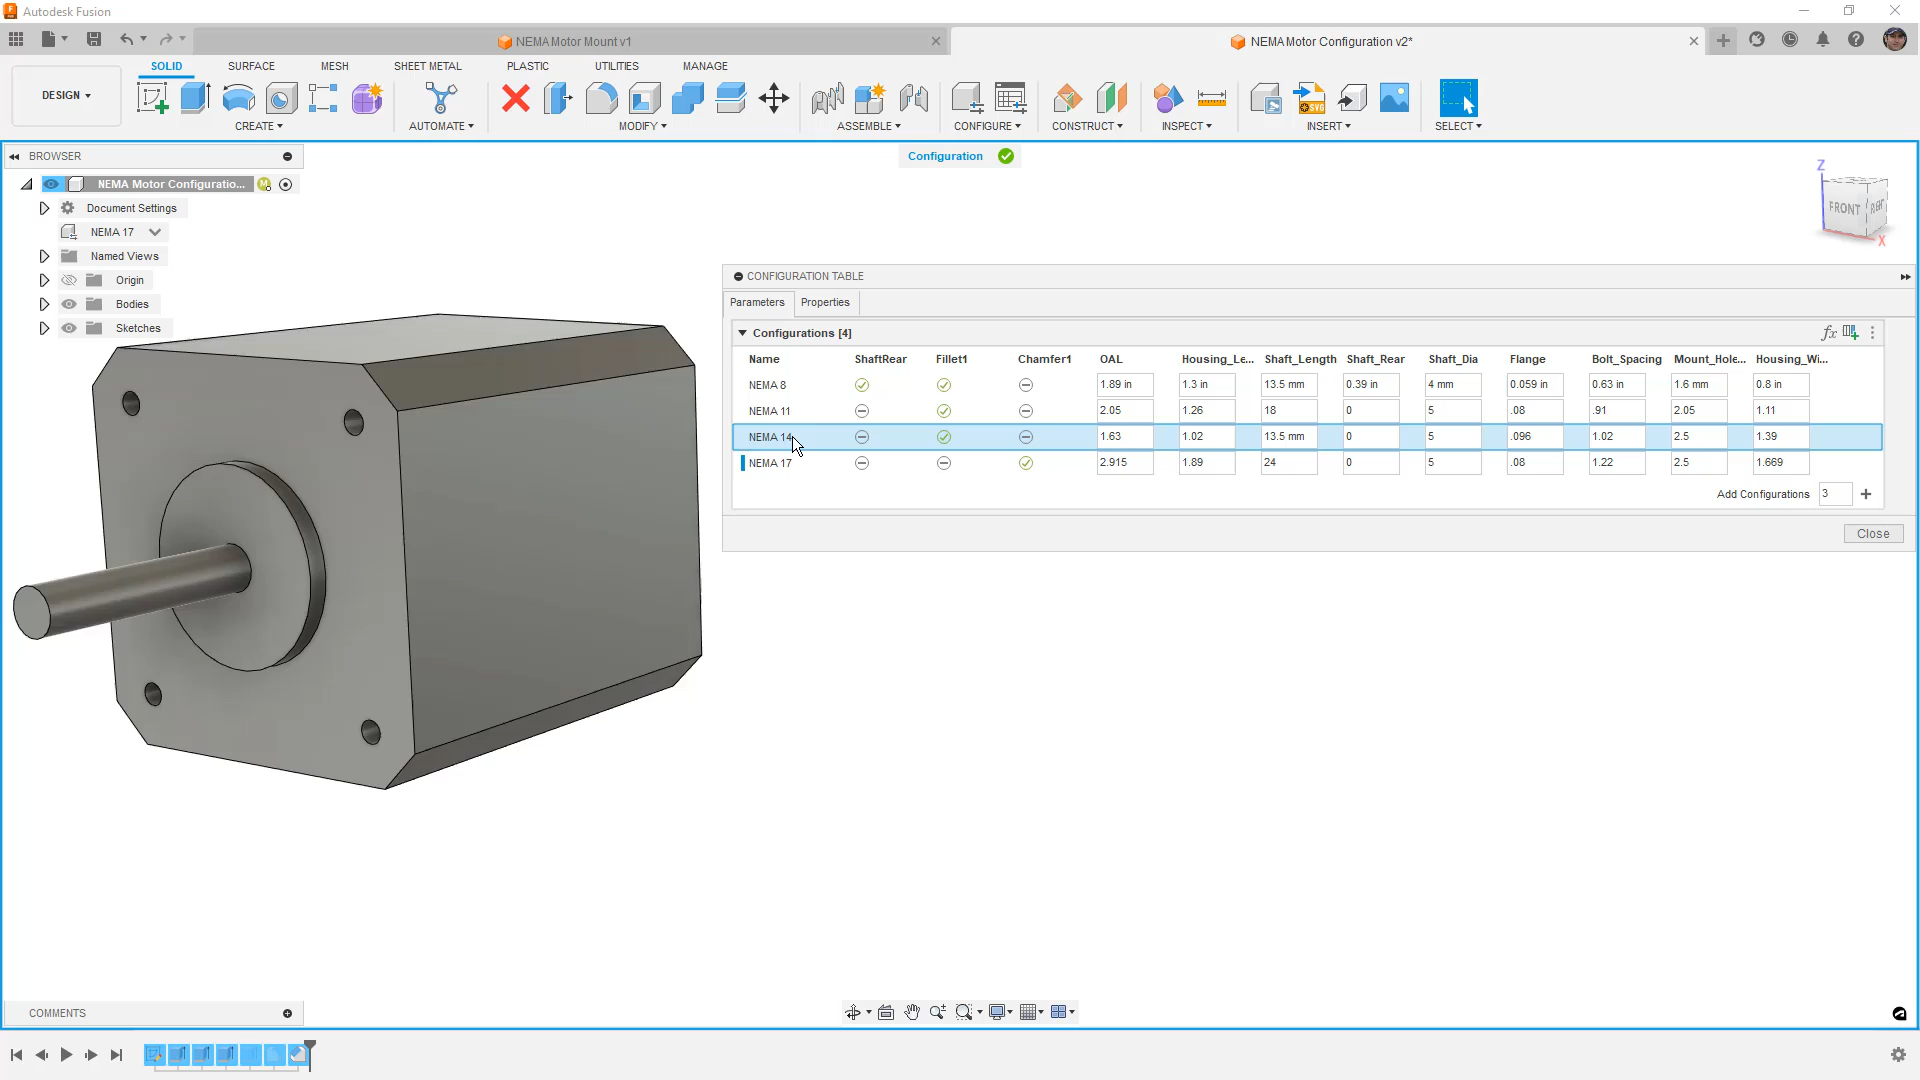 Autodesk Fusion
NEMA Motor Mount v1
NEMA Motor Configuration v2*
DESIGN
SOLID SURFACE MESH SHEET METAL PLASTIC UTILITIES MANAGE
CREATE AUTOMATE MODIFY ASSEMBLE CONFIGURE CONSTRUCT INSPECT INSERT SELECT
BROWSER
NEMA Motor Configuratio...
Document Settings
NEMA 17
Named Views
Origin
Bodies
Sketches
Configuration
Z
FRONT
RIGHT
X
CONFIGURATION TABLE
Parameters Properties
Configurations [4]
fx
Name ShaftRear Fillet1 Chamfer1 OAL Housing_Le... Shaft_Length Shaft_Rear Shaft_Dia Flange Bolt_Spacing Mount_Hole... Housing_Wi...
NEMA 8 1.89 in 1.3 in 13.5 mm 0.39 in 4 mm 0.059 in 0.63 in 1.6 mm 0.8 in
NEMA 11 2.05 1.26 18 0 5 .08 .91 2.05 1.11
NEMA 14 1.63 1.02 13.5 mm 0 5 .096 1.02 2.5 1.39
NEMA 17 2.915 1.89 24 0 5 .08 1.22 2.5 1.669
Add Configurations 3
Close
COMMENTS